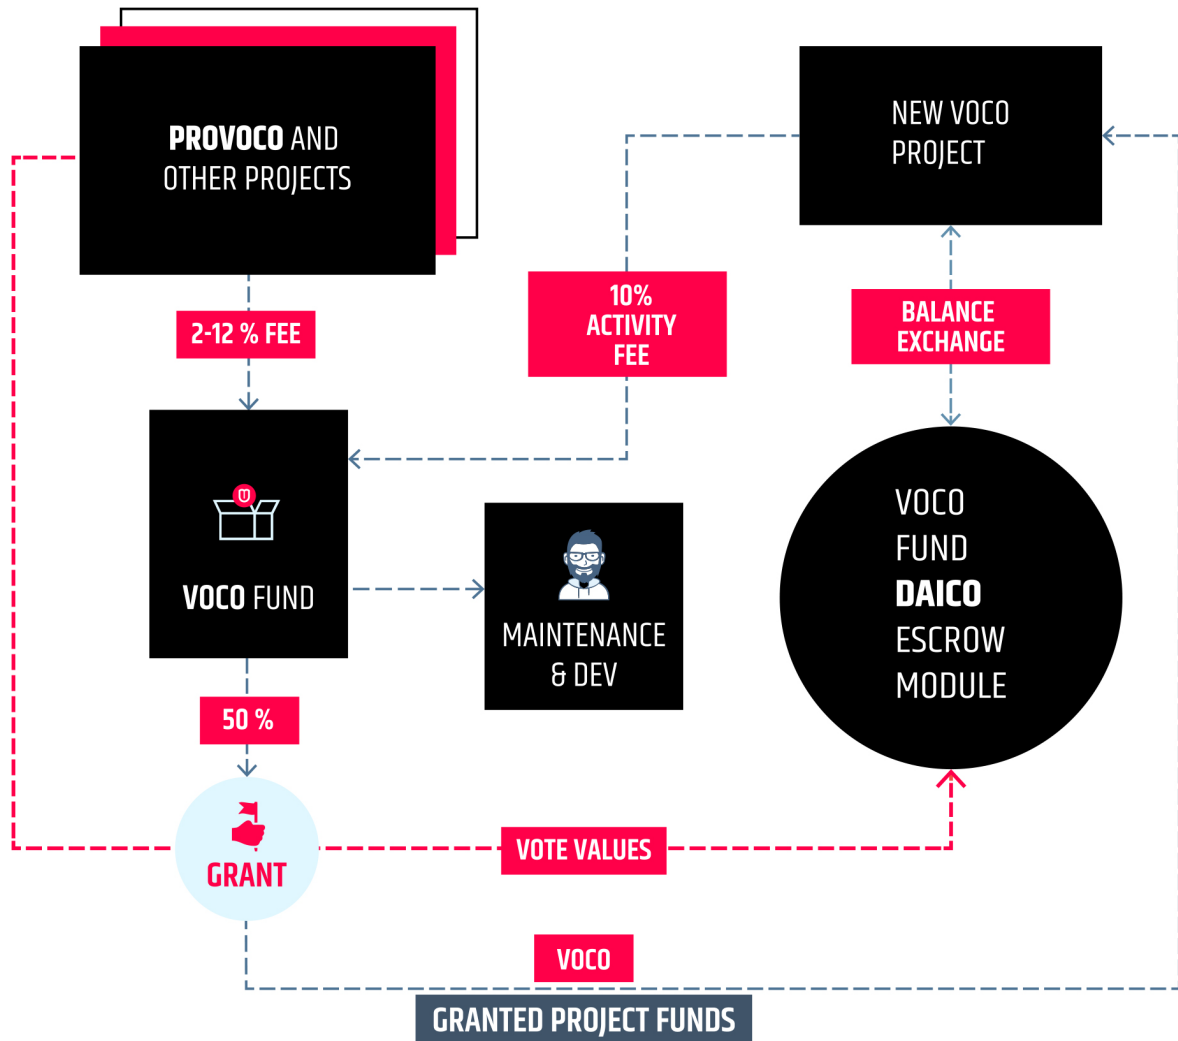 PROVOCO AND
OTHER PROJECTS
NEW VOCO
PROJECT
2-12 % FEE
10%
ACTIVITY
FEE
BALANCE
EXCHANGE
VOCO FUND
MAINTENANCE
& DEV
VOCO
FUND
DAICO
ESCROW
MODULE
50 %
GRANT
VOTE VALUES
VOCO
GRANTED PROJECT FUNDS